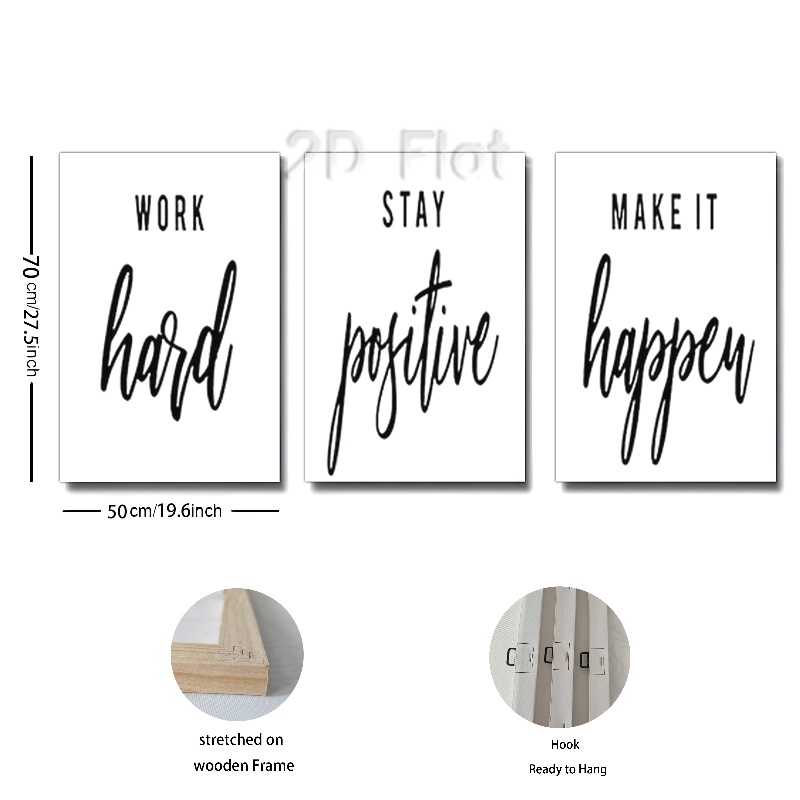 2D Flat
WORK
hard
STAY
positive
MAKE IT
happen
70 cm/27.5inch
50cm/19.6inch
stretched on
wooden Frame
Hook
Ready to Hang